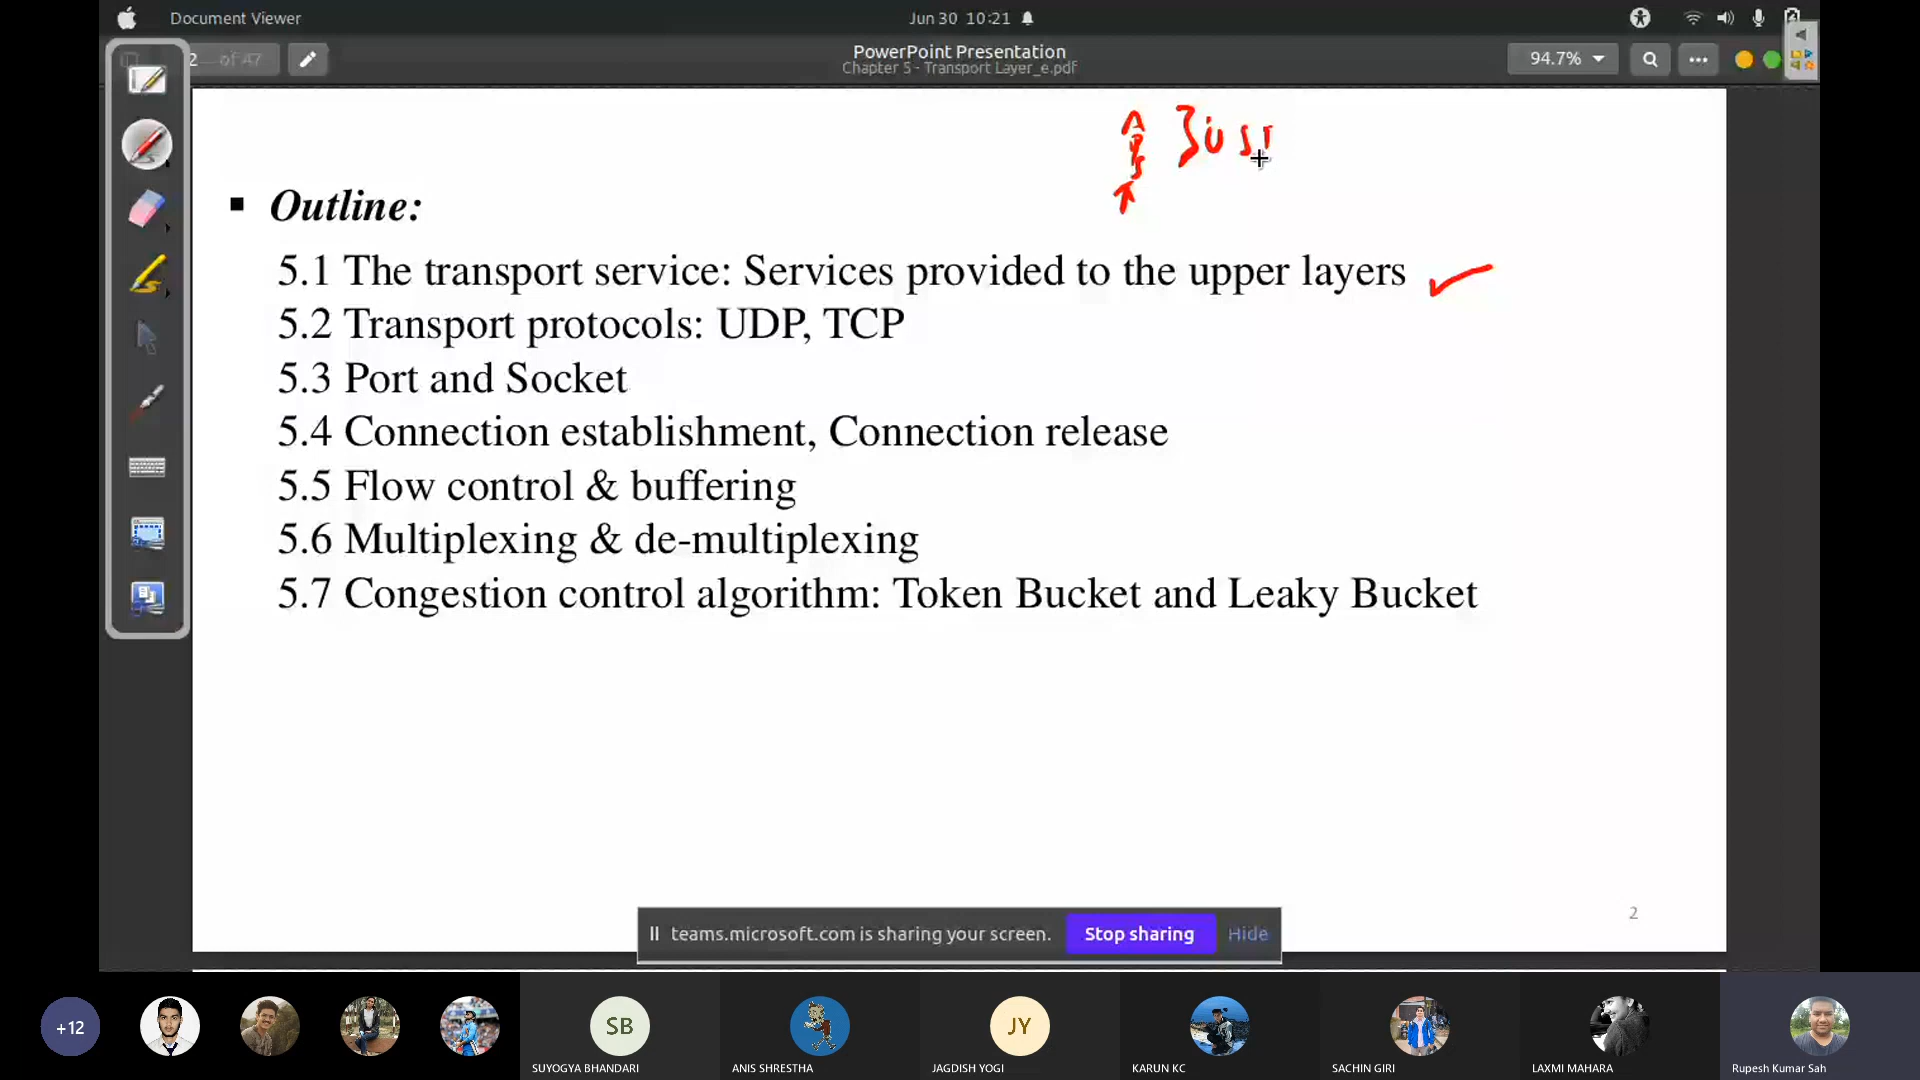 Document Viewer
Jun 30 10:21
2 of 47
PowerPoint Presentation
Chapter 5 - Transport Layer_e.pdf
94.7%
▪ Outline:
5.1 The transport service: Services provided to the upper layers
5.2 Transport protocols: UDP, TCP
5.3 Port and Socket
5.4 Connection establishment, Connection release
5.5 Flow control & buffering
5.6 Multiplexing & de-multiplexing
5.7 Congestion control algorithm: Token Bucket and Leaky Bucket
2
teams.microsoft.com is sharing your screen.
Stop sharing
Hide
+12
SB
JY
SUYOGYA BHANDARI
ANIS SHRESTHA
JAGDISH YOGI
KARUN KC
SACHIN GIRI
LAXMI MAHARA
Rupesh Kumar Sah